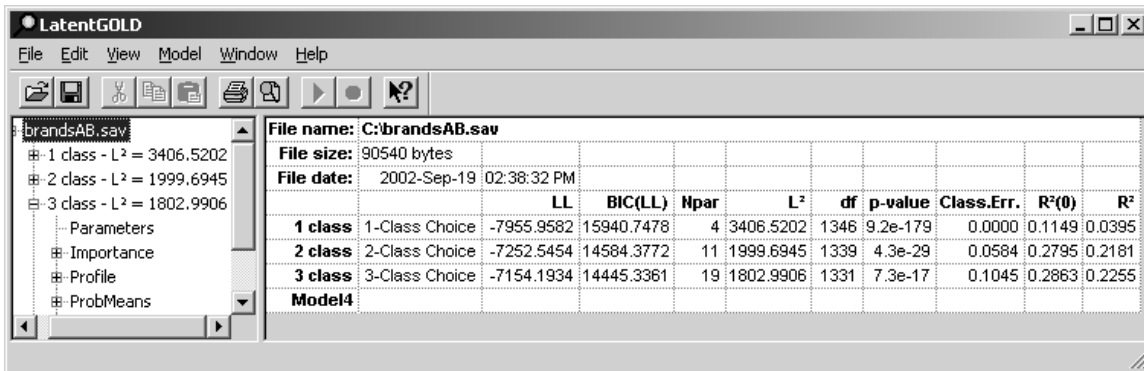 LatentGOLD
File Edit View Model Window Help
brandsAB.sav
1 class - L² = 3406.5202
2 class - L² = 1999.6945
3 class - L² = 1802.9906
Parameters
Importance
Profile
ProbMeans
File name: C:\brandsAB.sav
File size: 90540 bytes
File date: 2002-Sep-19 02:38:32 PM
LL BIC(LL) Npar L² df p-value Class.Err. R²(0) R²
1 class 1-Class Choice -7955.9582 15940.7478 4 3406.5202 1346 9.2e-179 0.0000 0.1149 0.0395
2 class 2-Class Choice -7252.5454 14584.3772 11 1999.6945 1339 4.3e-29 0.0584 0.2795 0.2181
3 class 3-Class Choice -7154.1934 14445.3361 19 1802.9906 1331 7.3e-17 0.1045 0.2863 0.2255
Model4